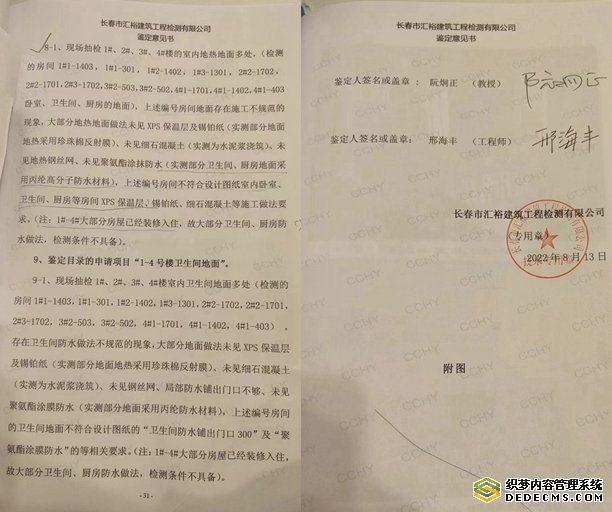 长春市汇裕建筑工程检测有限公司
鉴定意见书
8-1、现场抽检 1#、2#、3#、4#楼的室内地热地面多处，（检测
的房间 1#1-1403，1#1-301， 1#2-1402， 1#3-1301， 2#2-1702，
2#2-1701,2#3-1702,3#2-503,3#2-502,4#1-1701,4#1-1402,4#1-403
卧室、卫生间、厨房的地面）、上述编号房间地面存在施工不规范的
现象，大部分地热地面做法未见 XPS 保温层及锡铂纸（实测部分地面
地热采用珍珠棉反射膜）、未见细石混凝土（实测为水泥浆浇筑）、未
见地热钢丝网、未见聚氨酯涂抹防水（实测部分卫生间、厨房地面采
用丙纶高分子防水材料），上述编号房间不符合设计图纸室内卧室、
卫生间、厨房等房间 XPS 保温层、锡铂纸、细石混凝土等施工做法要
求。（注：1#-4#大部分房屋已经装修入住，故大部分卫生间、厨房防
水做法，检测条件不具备）。
9、鉴定目录的申请项目“1-4 号楼卫生间地面”。
9-1、现场抽检 1#、2#、3#、4#楼室内卫生间地面多处（检测的
房间 1#1-1403、1#1-301，1#2-1402，1#3-1301，2#2-1702，2#2-1701，
2#3-1702，3#2-503，3#2-502，4#1-1701，4#1-1402，4#1-403），
存在卫生间防水做法不规范的现象，大部分地面做法未见 XPS 保温层
及锡铂纸（实测部分地面地热采用珍珠棉反射膜）、未见细石混凝土
（实测为水泥浆浇筑）、未见钢丝网、局部防水铺出门口不够、未见
聚氨酯涂膜防水（实测部分地面采用丙纶防水材料），上述编号房间
的卫生间地面不符合设计图纸的“卫生间防水铺出门口 300”及“聚
氨酯涂膜防水”的等相关要求。（注：1#-4#大部分房屋已经装修入住，
故大部分卫生间、厨房防水做法，检测条件不具备）。
- 31 -
长春市汇裕建筑工程检测有限公司
鉴定意见书
鉴定人签名或盖章：阮炯正 （教授） 阮炯正
鉴定人签名或盖章：邢海丰 （工程师） 邢海丰
长春市汇裕建筑工程检测有限公司
专用章
2022 年 8 月 13 日
附图
CCHY
织梦内容管理系统
DEDECMS.COM